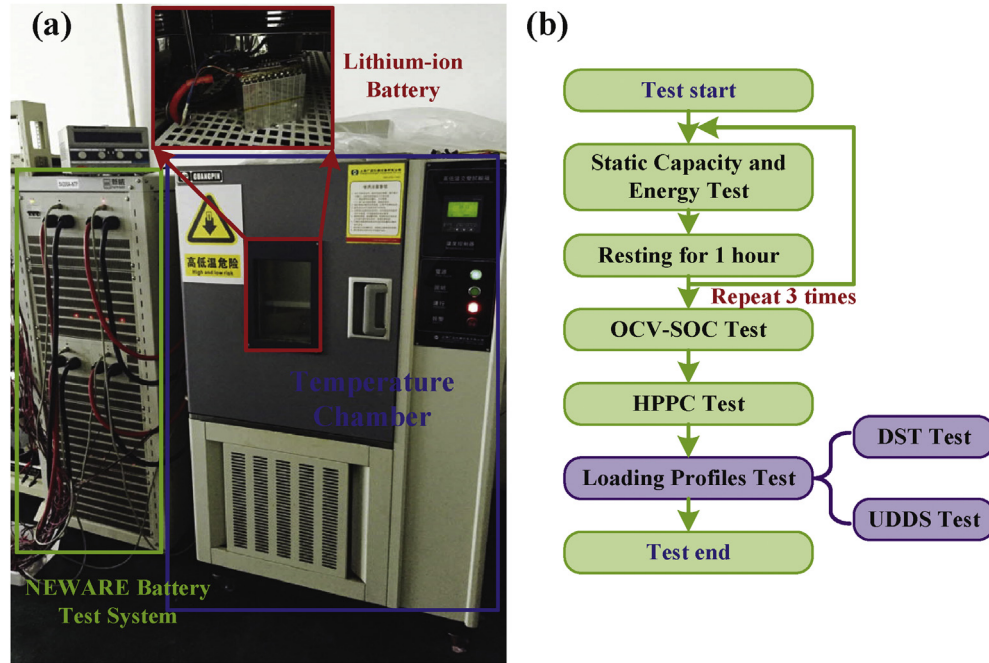 (a)
Lithium-ion
Battery
GUANGPIN
高低温危险
High and low risk
Temperature
Chamber
NEWARE Battery
Test System
(b)
Test start
Static Capacity and
Energy Test
Resting for 1 hour
Repeat 3 times
OCV-SOC Test
HPPC Test
Loading Profiles Test
DST Test
UDDS Test
Test end